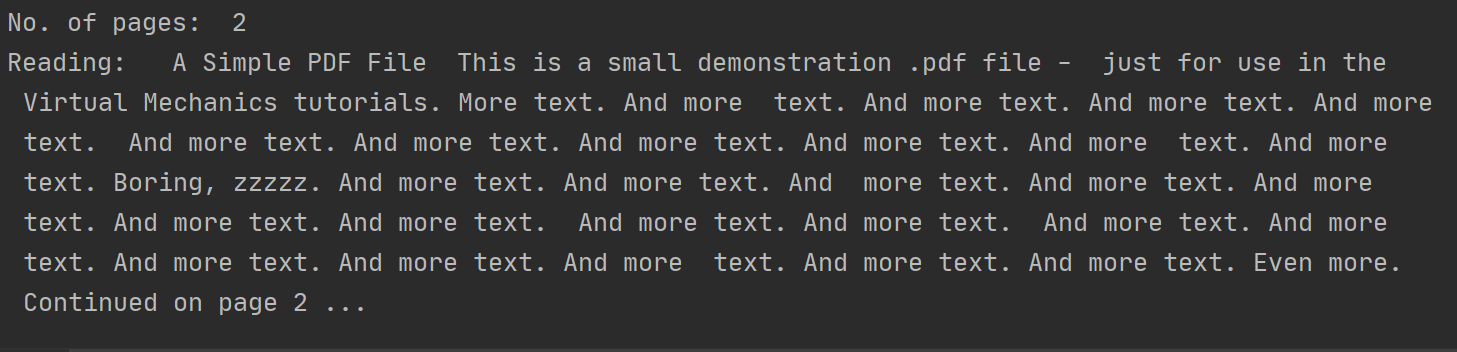 No. of pages:  2
Reading:   A Simple PDF File  This is a small demonstration .pdf file -  just for use in the
Virtual Mechanics tutorials. More text. And more  text. And more text. And more text. And more
text.  And more text. And more text. And more text. And more text. And more  text. And more
text. Boring, zzzzz. And more text. And more text. And  more text. And more text. And more
text. And more text. And more text.  And more text. And more text.  And more text. And more
text. And more text. And more text. And more  text. And more text. And more text. Even more.
Continued on page 2 ...